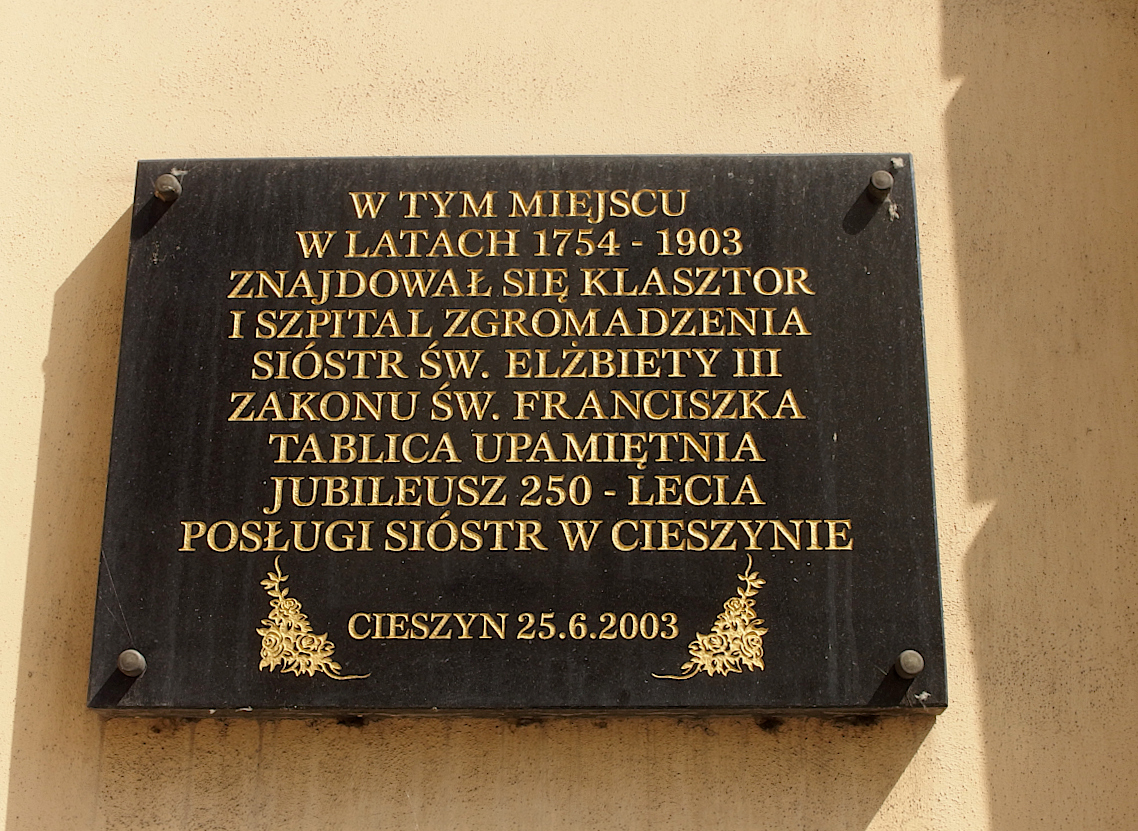 W TYM MIEJSCU
W LATACH 1754 - 1903
ZNAJDOWAŁ SIĘ KLASZTOR
I SZPITAL ZGROMADZENIA
SIÓSTR ŚW. ELŻBIETY III
ZAKONU ŚW. FRANCISZKA
TABLICA UPAMIĘTNIA
JUBILEUSZ 250 - LECIA
POSŁUGI SIÓSTR W CIESZYNIE
CIESZYN 25.6.2003